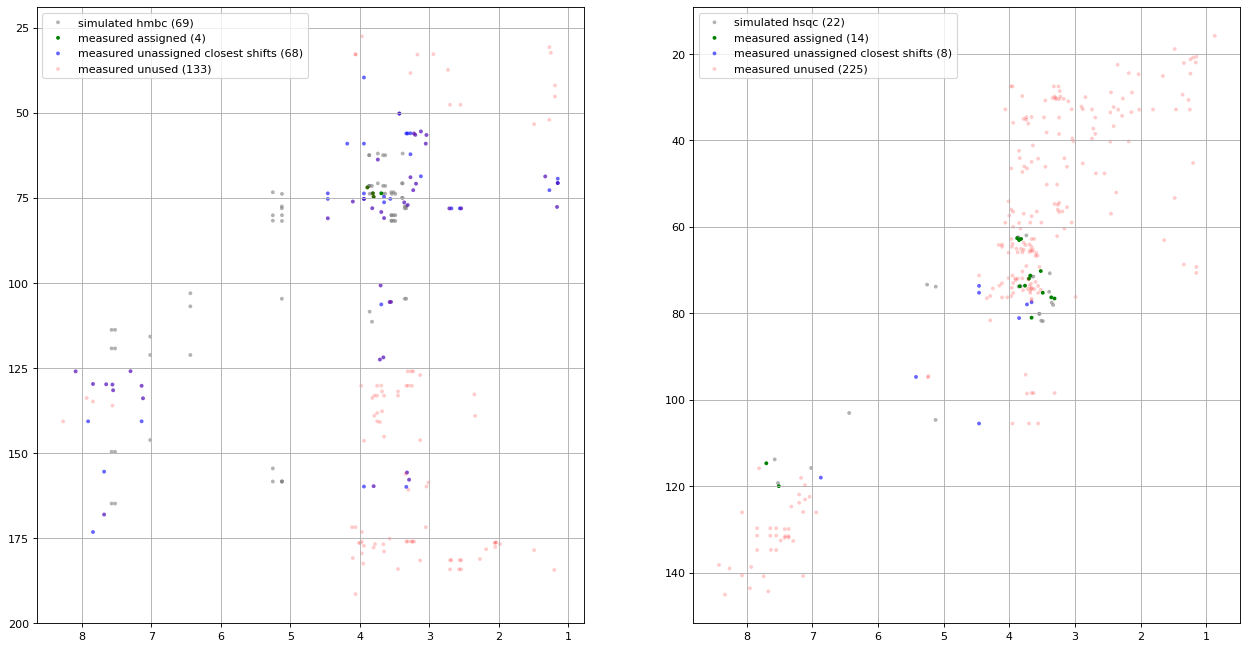 simulated hmbc (69)
measured assigned (4)
measured unassigned closest shifts (68)
measured unused (133)
25
50
75
100
125
150
175
200
8 7 6 5 4 3 2 1
simulated hsqc (22)
measured assigned (14)
measured unassigned closest shifts (8)
measured unused (225)
20
40
60
80
100
120
140
8 7 6 5 4 3 2 1